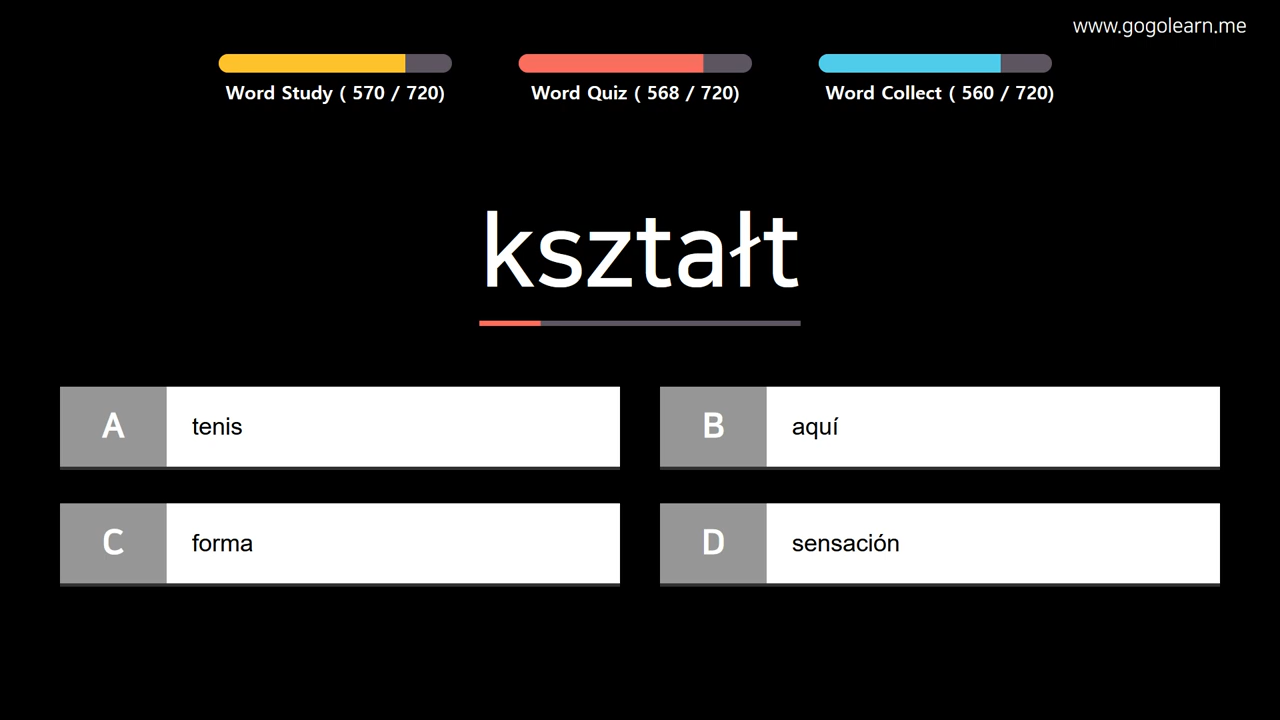 www.gogolearn.me
Word Study ( 570 / 720)
Word Quiz ( 568 / 720)
Word Collect ( 560 / 720)
kształt
A
tenis
B
aquí
C
forma
D
sensación